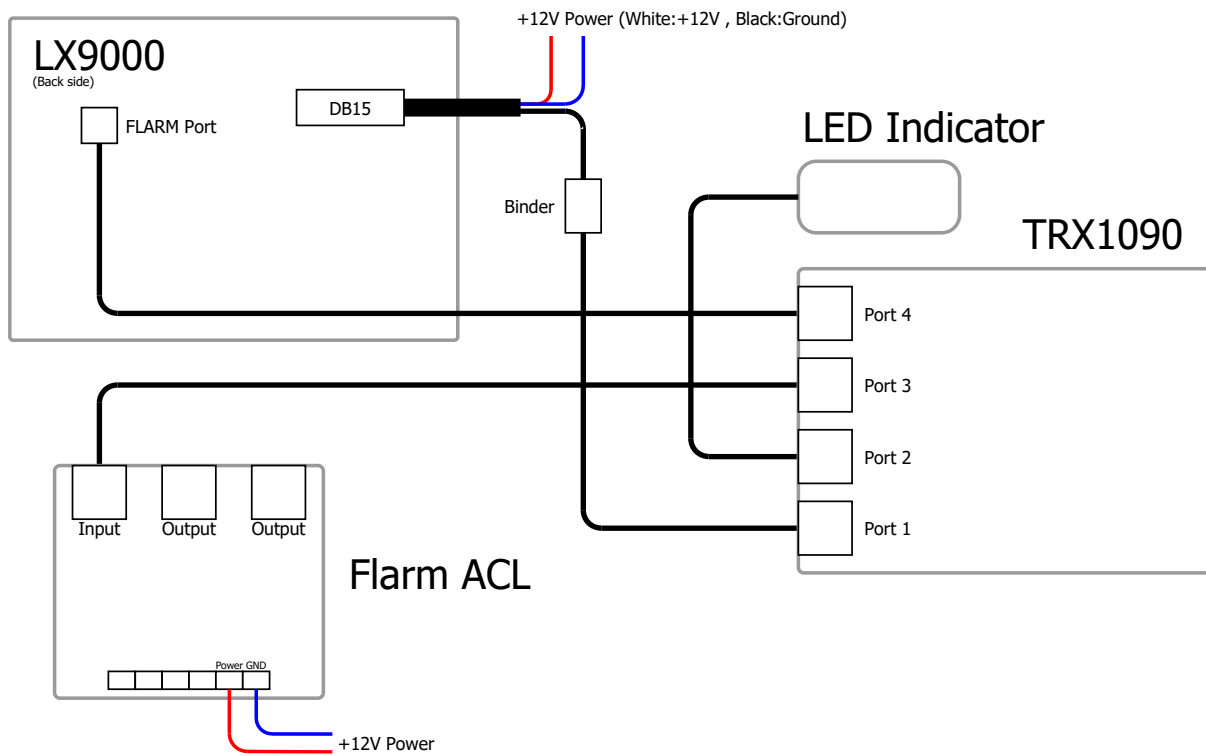 +12V Power (White:+12V , Black:Ground)
LX9000
(Back side)
DB15
FLARM Port
LED Indicator
Binder
TRX1090
Port 4
Port 3
Port 2
Port 1
Input Output Output
Flarm ACL
Power GND
+12V Power